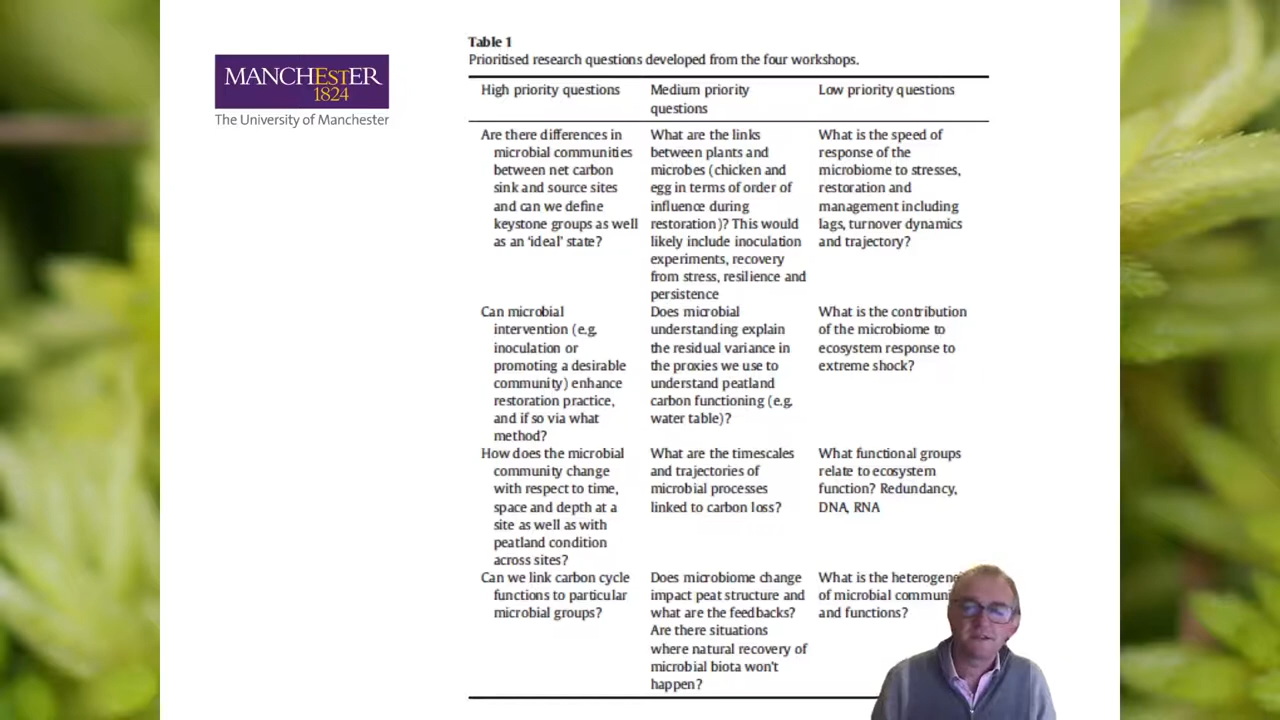 MANCHESTER
1824
The University of Manchester
Table 1
Prioritised research questions developed from the four workshops.
High priority questions
Medium priority
questions
Low priority questions
Are there differences in
microbial communities
between net carbon
sink and source sites
and can we define
keystone groups as well
as an ‘ideal’ state?
What are the links
between plants and
microbes (chicken and
egg in terms of order of
influence during
restoration)? This would
likely include inoculation
experiments, recovery
from stress, resilience and
persistence
What is the speed of
response of the
microbiome to stresses,
restoration and
management including
lags, turnover dynamics
and trajectory?
Can microbial
intervention (e.g.
inoculation or
promoting a desirable
community) enhance
restoration practice,
and if so via what
method?
Does microbial
understanding explain
the residual variance in
the proxies we use to
understand peatland
carbon functioning (e.g.
water table)?
What is the contribution
of the microbiome to
ecosystem response to
extreme shock?
How does the microbial
community change
with respect to time,
space and depth at a
site as well as with
peatland condition
across sites?
What are the timescales
and trajectories of
microbial processes
linked to carbon loss?
What functional groups
relate to ecosystem
function? Redundancy,
DNA, RNA
Can we link carbon cycle
functions to particular
microbial groups?
Does microbiome change
impact peat structure and
what are the feedbacks?
Are there situations
where natural recovery of
microbial biota won't
happen?
What is the
of microbial
and functions?